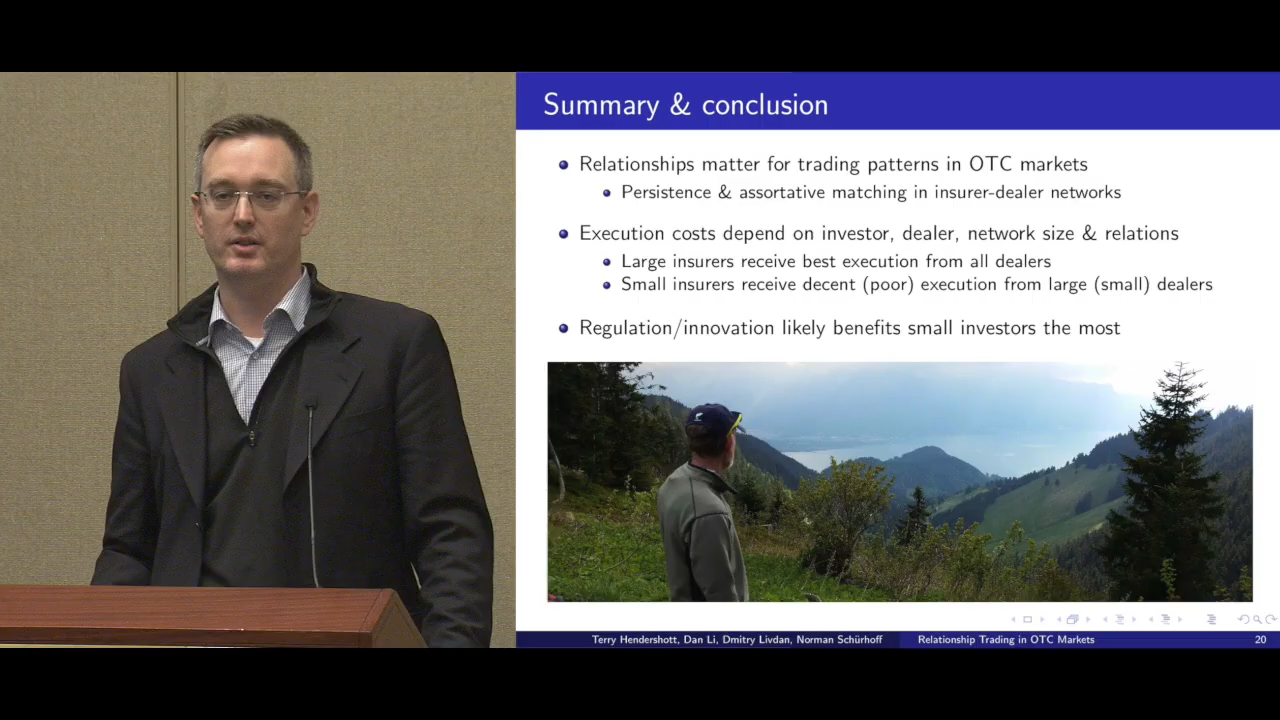 Summary & conclusion
Relationships matter for trading patterns in OTC markets
Persistence & assortative matching in insurer-dealer networks
Execution costs depend on investor, dealer, network size & relations
Large insurers receive best execution from all dealers
Small insurers receive decent (poor) execution from large (small) dealers
Regulation/innovation likely benefits small investors the most
Terry Hendershott, Dan Li, Dmitry Livdan, Norman Schürhoff
Relationship Trading in OTC Markets
20